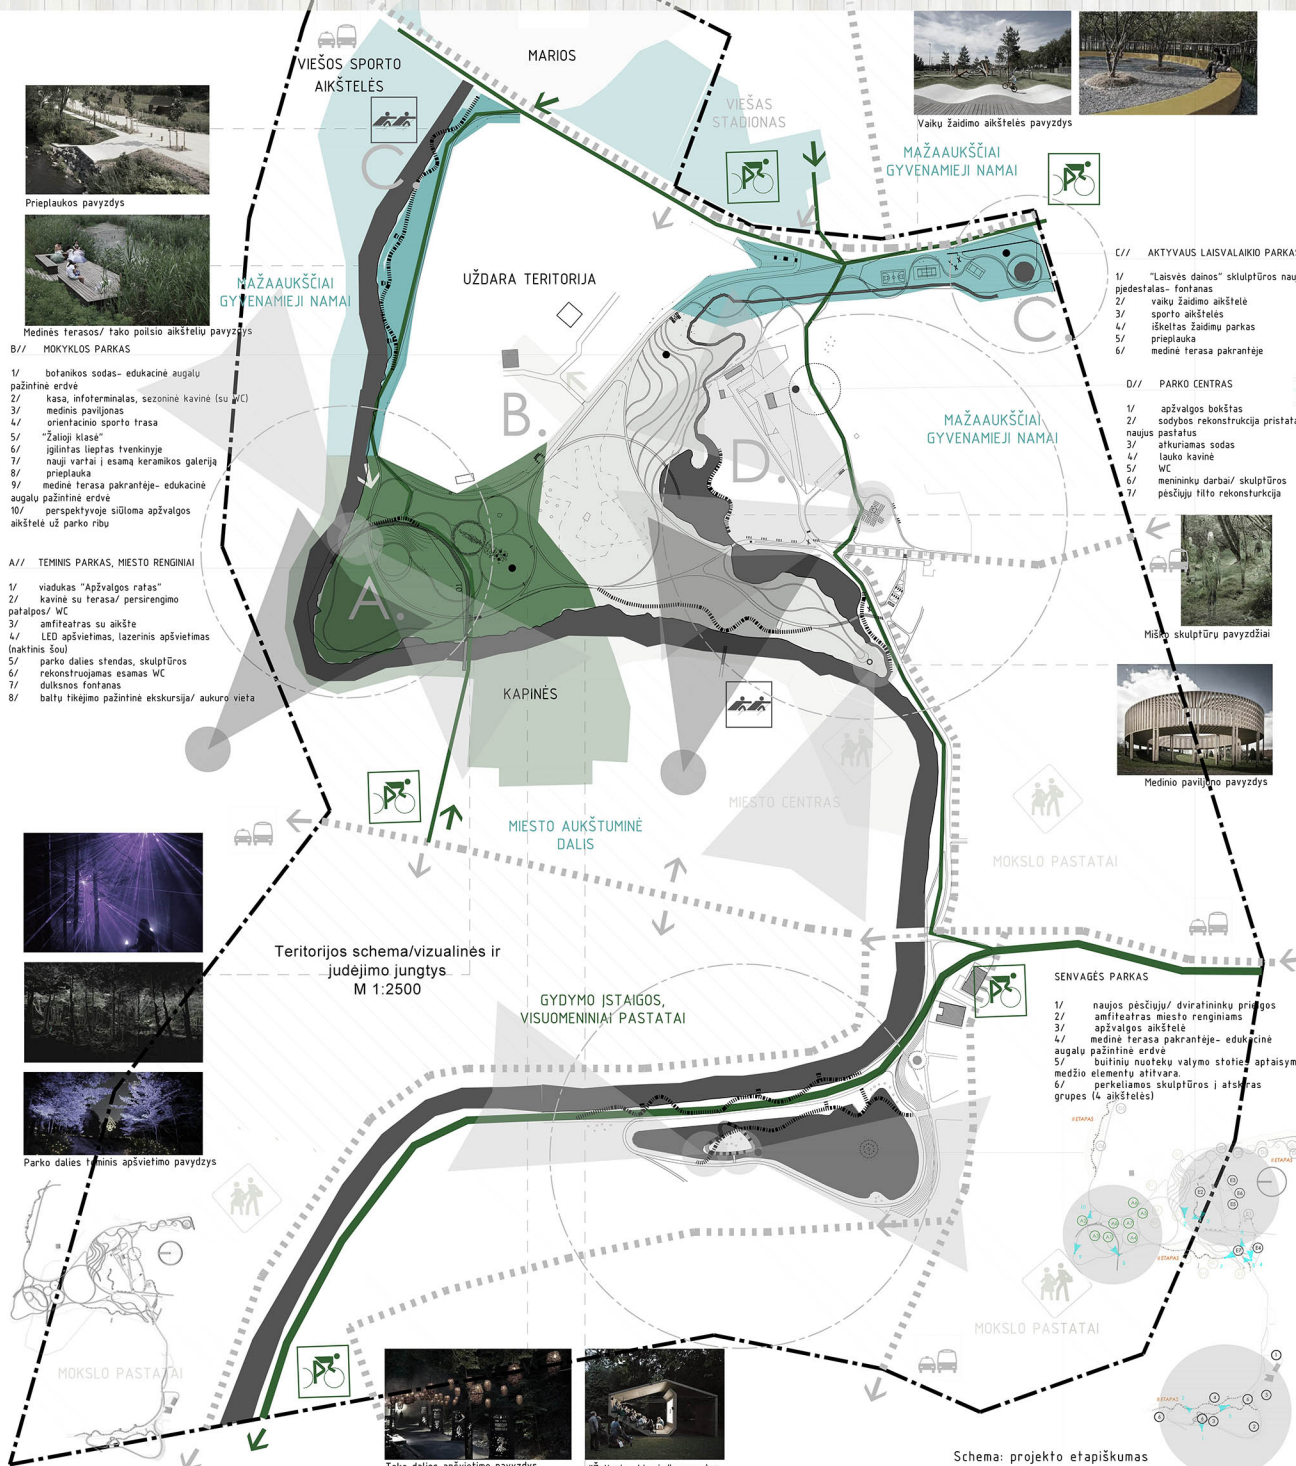 VIEŠOS SPORTO
AIKŠTELĖS
MARIOS
VIEŠAS
STADIONAS
Vaikų žaidimo aikštelės pavyzdys
MAŽAAUKŠČIAI
GYVENAMIEJI NAMAI
Prieplaukos pavyzdys
C.
MAŽAAUKŠČIAI
GYVENAMIEJI NAMAI
UŽDARA TERITORIJA
Medinės terasos/ tako poilsio aikštelių pavyzdys
C// AKTYVAUS LAISVALAIKIO PARKAS
1/ "Laisvės dainos" skulptūros
pjedestalas- fontanas
2/ vaikų žaidimo aikštelė
3/ sporto aikštelės
4/ iškeltas žaidimų parkas
5/ prieplauka
6/ medinė terasa pakrantėje
C.
B// MOKYKLOS PARKAS
1/ botanikos sodas- edukacinė augalų
pažintinė erdvė
2/ kasa, infoterminalas, sezoninė kavinė (su WC)
3/ medinis paviljonas
4/ orientacinio sporto trasa
5/ "Žalioji klasė"
6/ įgilintas lieptas tvenkinyje
7/ nauji vartai į esamą keramikos galeriją
8/ prieplauka
9/ medinė terasa pakrantėje- edukacinė
augalų pažintinė erdvė
10/ perspektyvoje siūloma apžvalgos
aikštelė už parko ribų
B.
D.
MAŽAAUKŠČIAI
GYVENAMIEJI NAMAI
D// PARKO CENTRAS
1/ apžvalgos bokštas
2/ sodybos rekonstrukcija
naujus pastatus
3/ atkuriamas sodas
4/ lauko kavinė
5/ WC
6/ menininkų darbai/ skulptūros
7/ pėsčiųjų tilto rekonsturkcija
A// TEMINIS PARKAS, MIESTO RENGINIAI
1/ viadukas "Apžvalgos ratas"
2/ kavinė su terasa/ persirengimo
patalpos/ WC
3/ amfiteatras su aikšte
4/ LED apšvietimas, lazerinis apšvietimas
(naktinis šou)
5/ parko dalies stendas, skulptūros
6/ rekonstruojamas esamas WC
7/ dulksnos fontanas
8/ baltų tikėjimo pažintinė ekskursija/ aukuro vieta
A.
KAPINĖS
Miško skulptūrų pavyzdžiai
Medinio paviljono pavyzdys
MIESTO CENTRAS
MIESTO AUKŠTUMINĖ
DALIS
MOKSLO PASTATAI
Teritorijos schema/vizualinės ir
judėjimo jungtys
M 1:2500
GYDYMO ĮSTAIGOS,
VISUOMENINIAI PASTATAI
SENVAGĖS PARKAS
1/ naujos pėsčiųjų/ dviratininkų prieigos
2/ amfiteatras miesto renginiams
3/ apžvalgos aikštelė
4/ medinė terasa pakrantėje- edukacinė
augalų pažintinė erdvė
5/ buitinių nuotekų valymo stoties
medžio elementų atitvara.
6/ perkeliamos skulptūros į atskiras
grupes (4 aikštelės)
Parko dalies teminis apšvietimo pavydzys
MOKSLO PASTATAI
MOKSLO PASTATAI
Schema: projekto etapiškumas